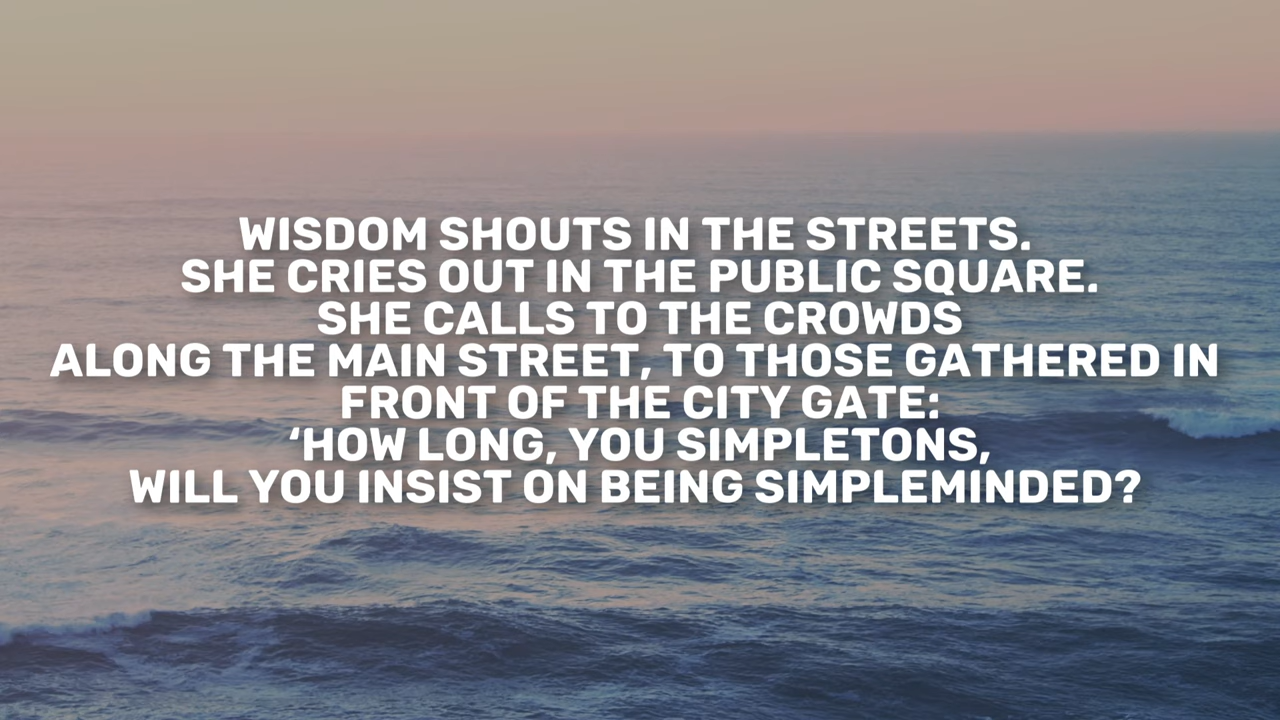 WISDOM SHOUTS IN THE STREETS.
SHE CRIES OUT IN THE PUBLIC SQUARE.
SHE CALLS TO THE CROWDS
ALONG THE MAIN STREET, TO THOSE GATHERED IN
FRONT OF THE CITY GATE:
‘HOW LONG, YOU SIMPLETONS,
WILL YOU INSIST ON BEING SIMPLEMINDED?